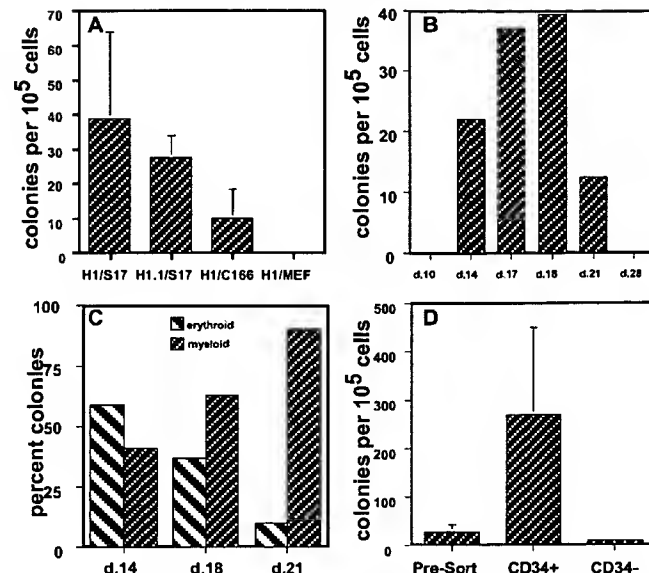 A
colonies per 10⁵ cells
70
60
50
40
30
20
10
0
H1/S17 H1.1/S17 H1/C166 H1/MEF
B
colonies per 10⁵ cells
40
30
20
10
0
d.10 d.14 d.17 d.18 d.21 d.28
C
percent colonies
100
75
50
25
0
erythroid
myeloid
d.14 d.18 d.21
D
colonies per 10⁵ cells
500
400
300
200
100
0
Pre-Sort CD34+ CD34-